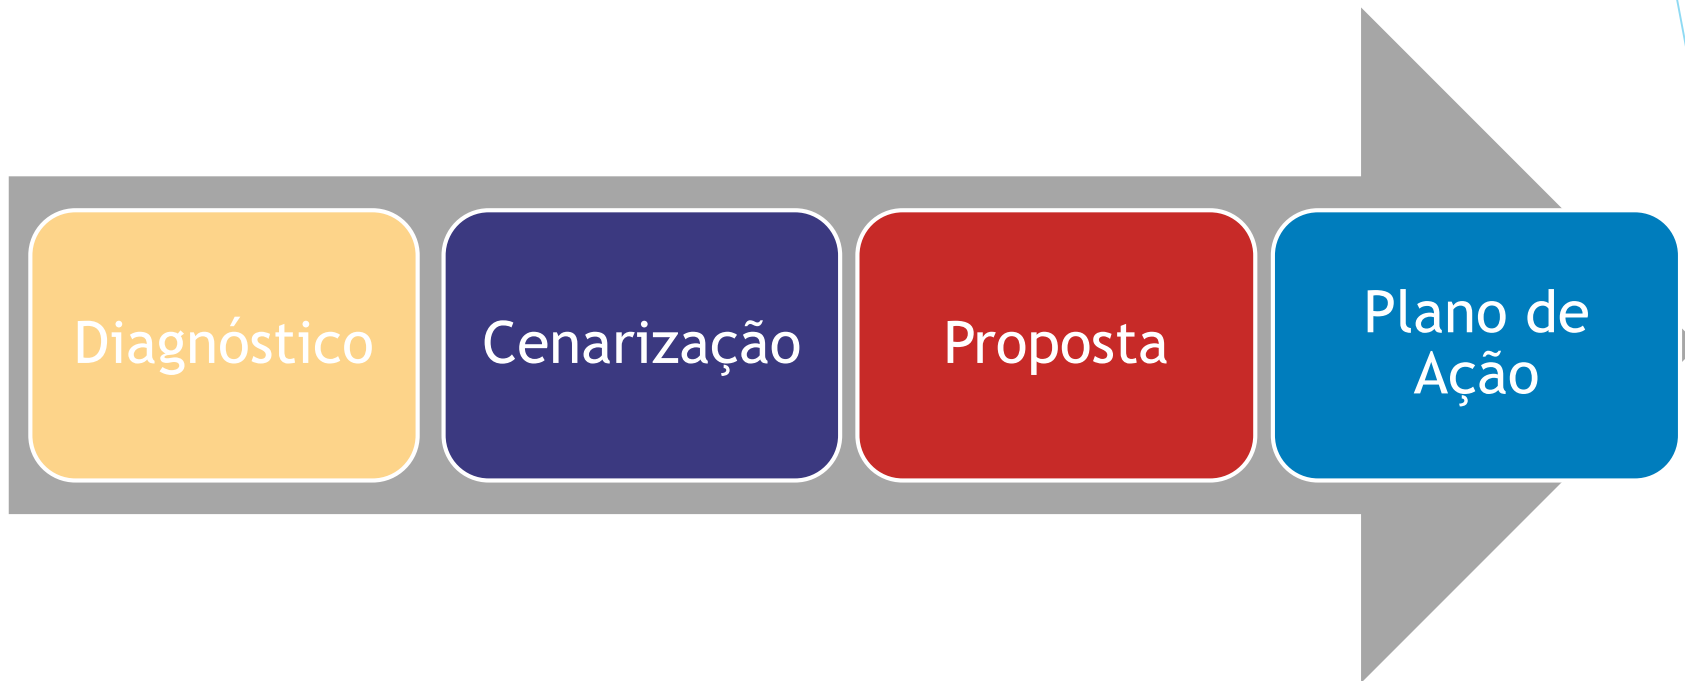 Diagnóstico
Cenarização
Proposta
Plano de
Ação